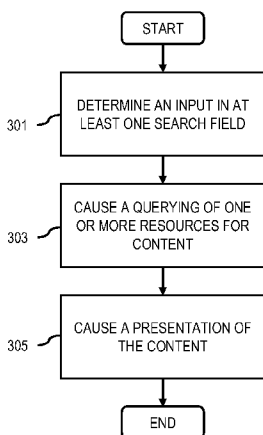 START
301
DETERMINE AN INPUT IN AT
LEAST ONE SEARCH FIELD
303
CAUSE A QUERYING OF ONE
OR MORE RESOURCES FOR
CONTENT
305
CAUSE A PRESENTATION OF
THE CONTENT
END